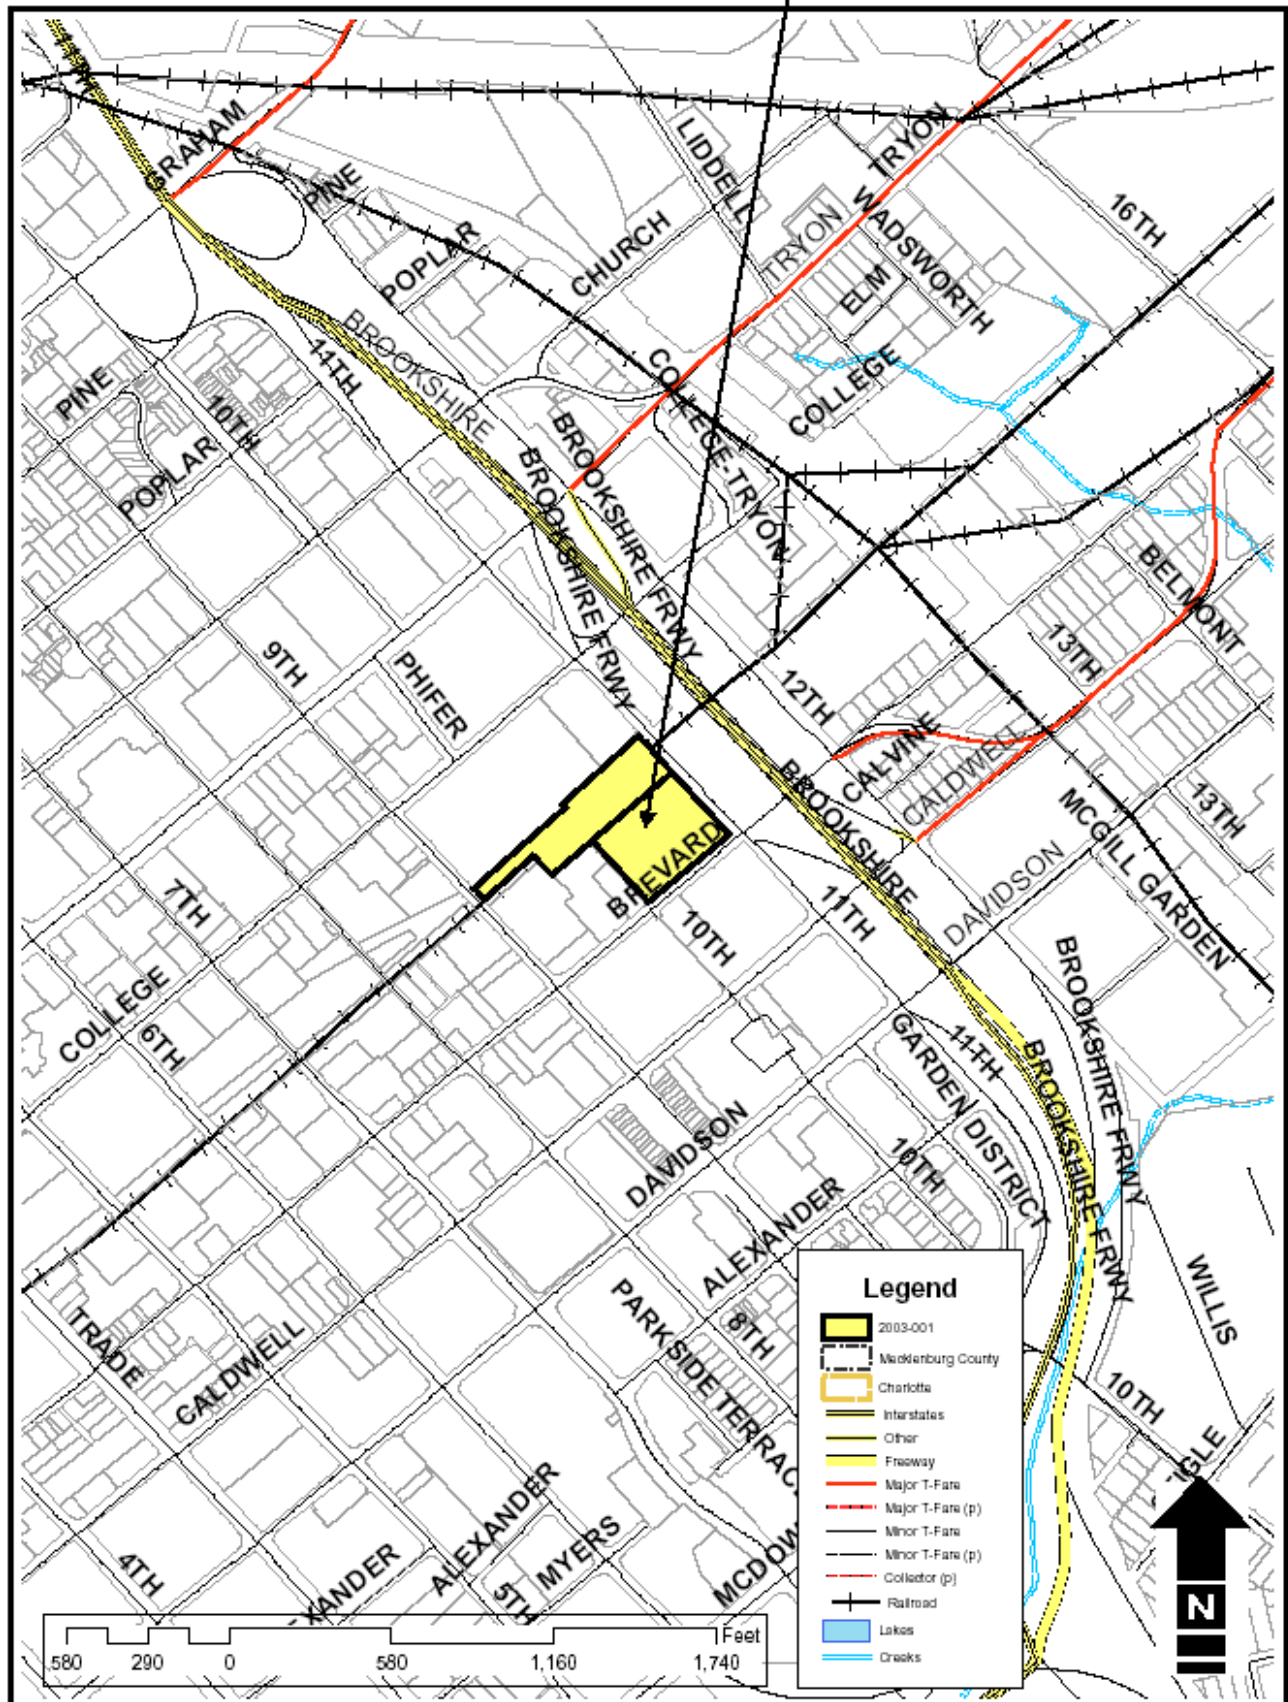 GRAHAM
PINE
LIDDELL
TRYON
WADSWORTH
16TH
POPLAR
CHURCH
TRYON
ELM
BROOKSHIRE
14TH
COLLEGE-TRYON
COLLEGE
PINE
10TH
POPLAR
BROOKSHIRE FRWY
BROOKSHIRE FRWY
BELMONT
9TH
PHIFER
13TH
12TH
CALVINE
CALDWELL
BROOKSHIRE
MCGILL GARDEN
13TH
BREVARD
7TH
10TH
11TH
DAVIDSON
COLLEGE
6TH
BROOKSHIRE FRWY
GARDEN DISTRICT
11TH
BROOKSHIRE FRWY
DAVIDSON
10TH
ALEXANDER
WILLIS
TRADE
CALDWELL
PARKSIDE TERRAC
8TH
10TH
IGLE
4TH
XANDER
ALEXANDER
5TH
MYERS
MCDOW
Legend
2003-001
Mecklenburg County
Charlotte
Interstates
Other
Freeway
Major T-Fare
Major T-Fare (p)
Minor T-Fare
Minor T-Fare (p)
Collector (p)
Railroad
Lakes
Creeks
N
Feet
580 290 0 580 1,160 1,740